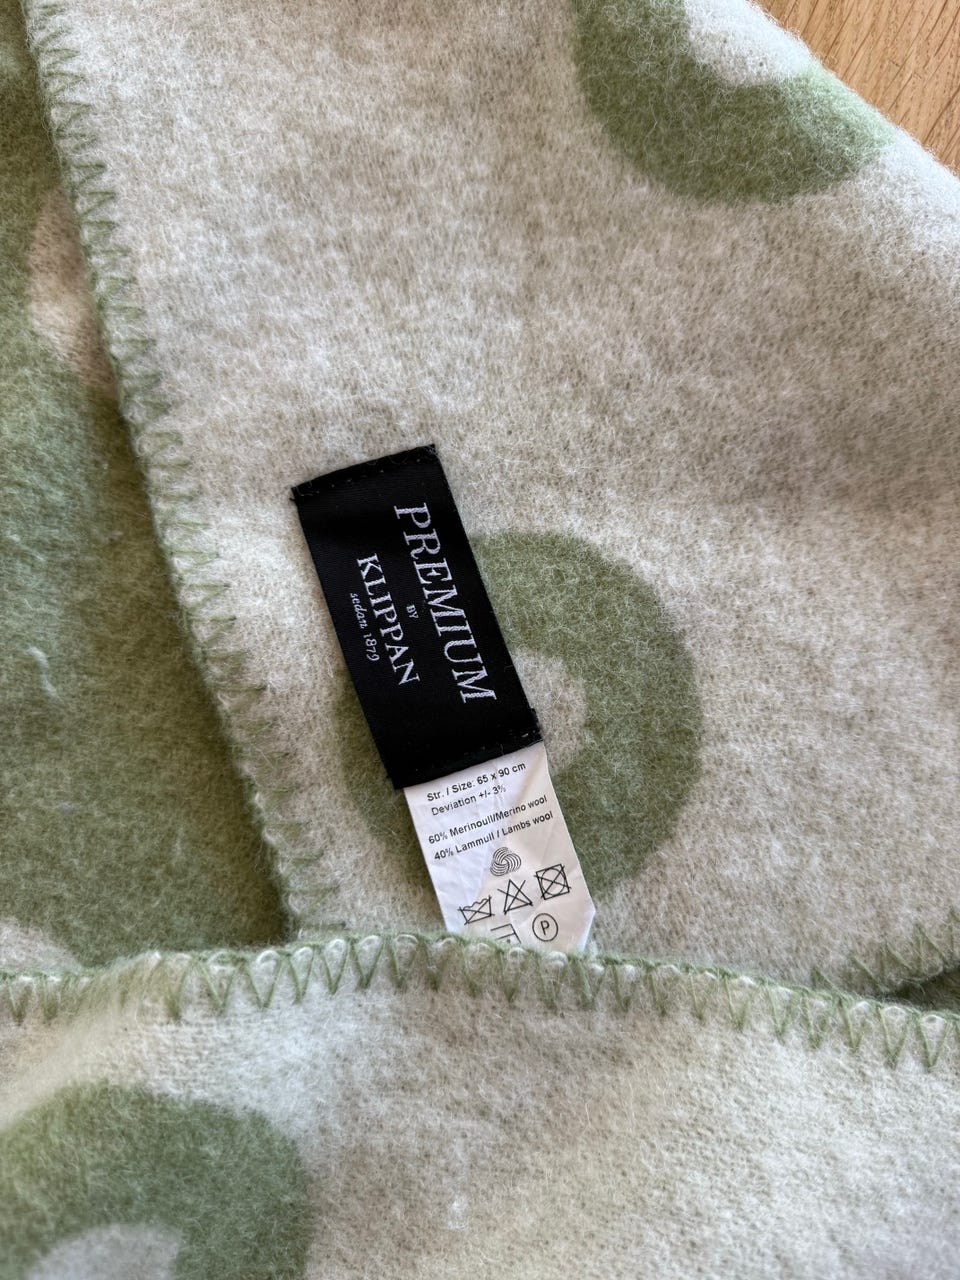 PREMIUM
BY
KLIPPAN
sedan 1879
Str. / Size: 65 x 90 cm
Deviation +/- 3%
60% Merinoull/Merino wool
40% Lammull / Lambs wool
P